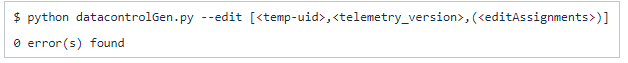 $ python datacontrolGen.py --edit [<temp-uid>,<telemetry_version>,(<editAssignments>)]
0 error(s) found